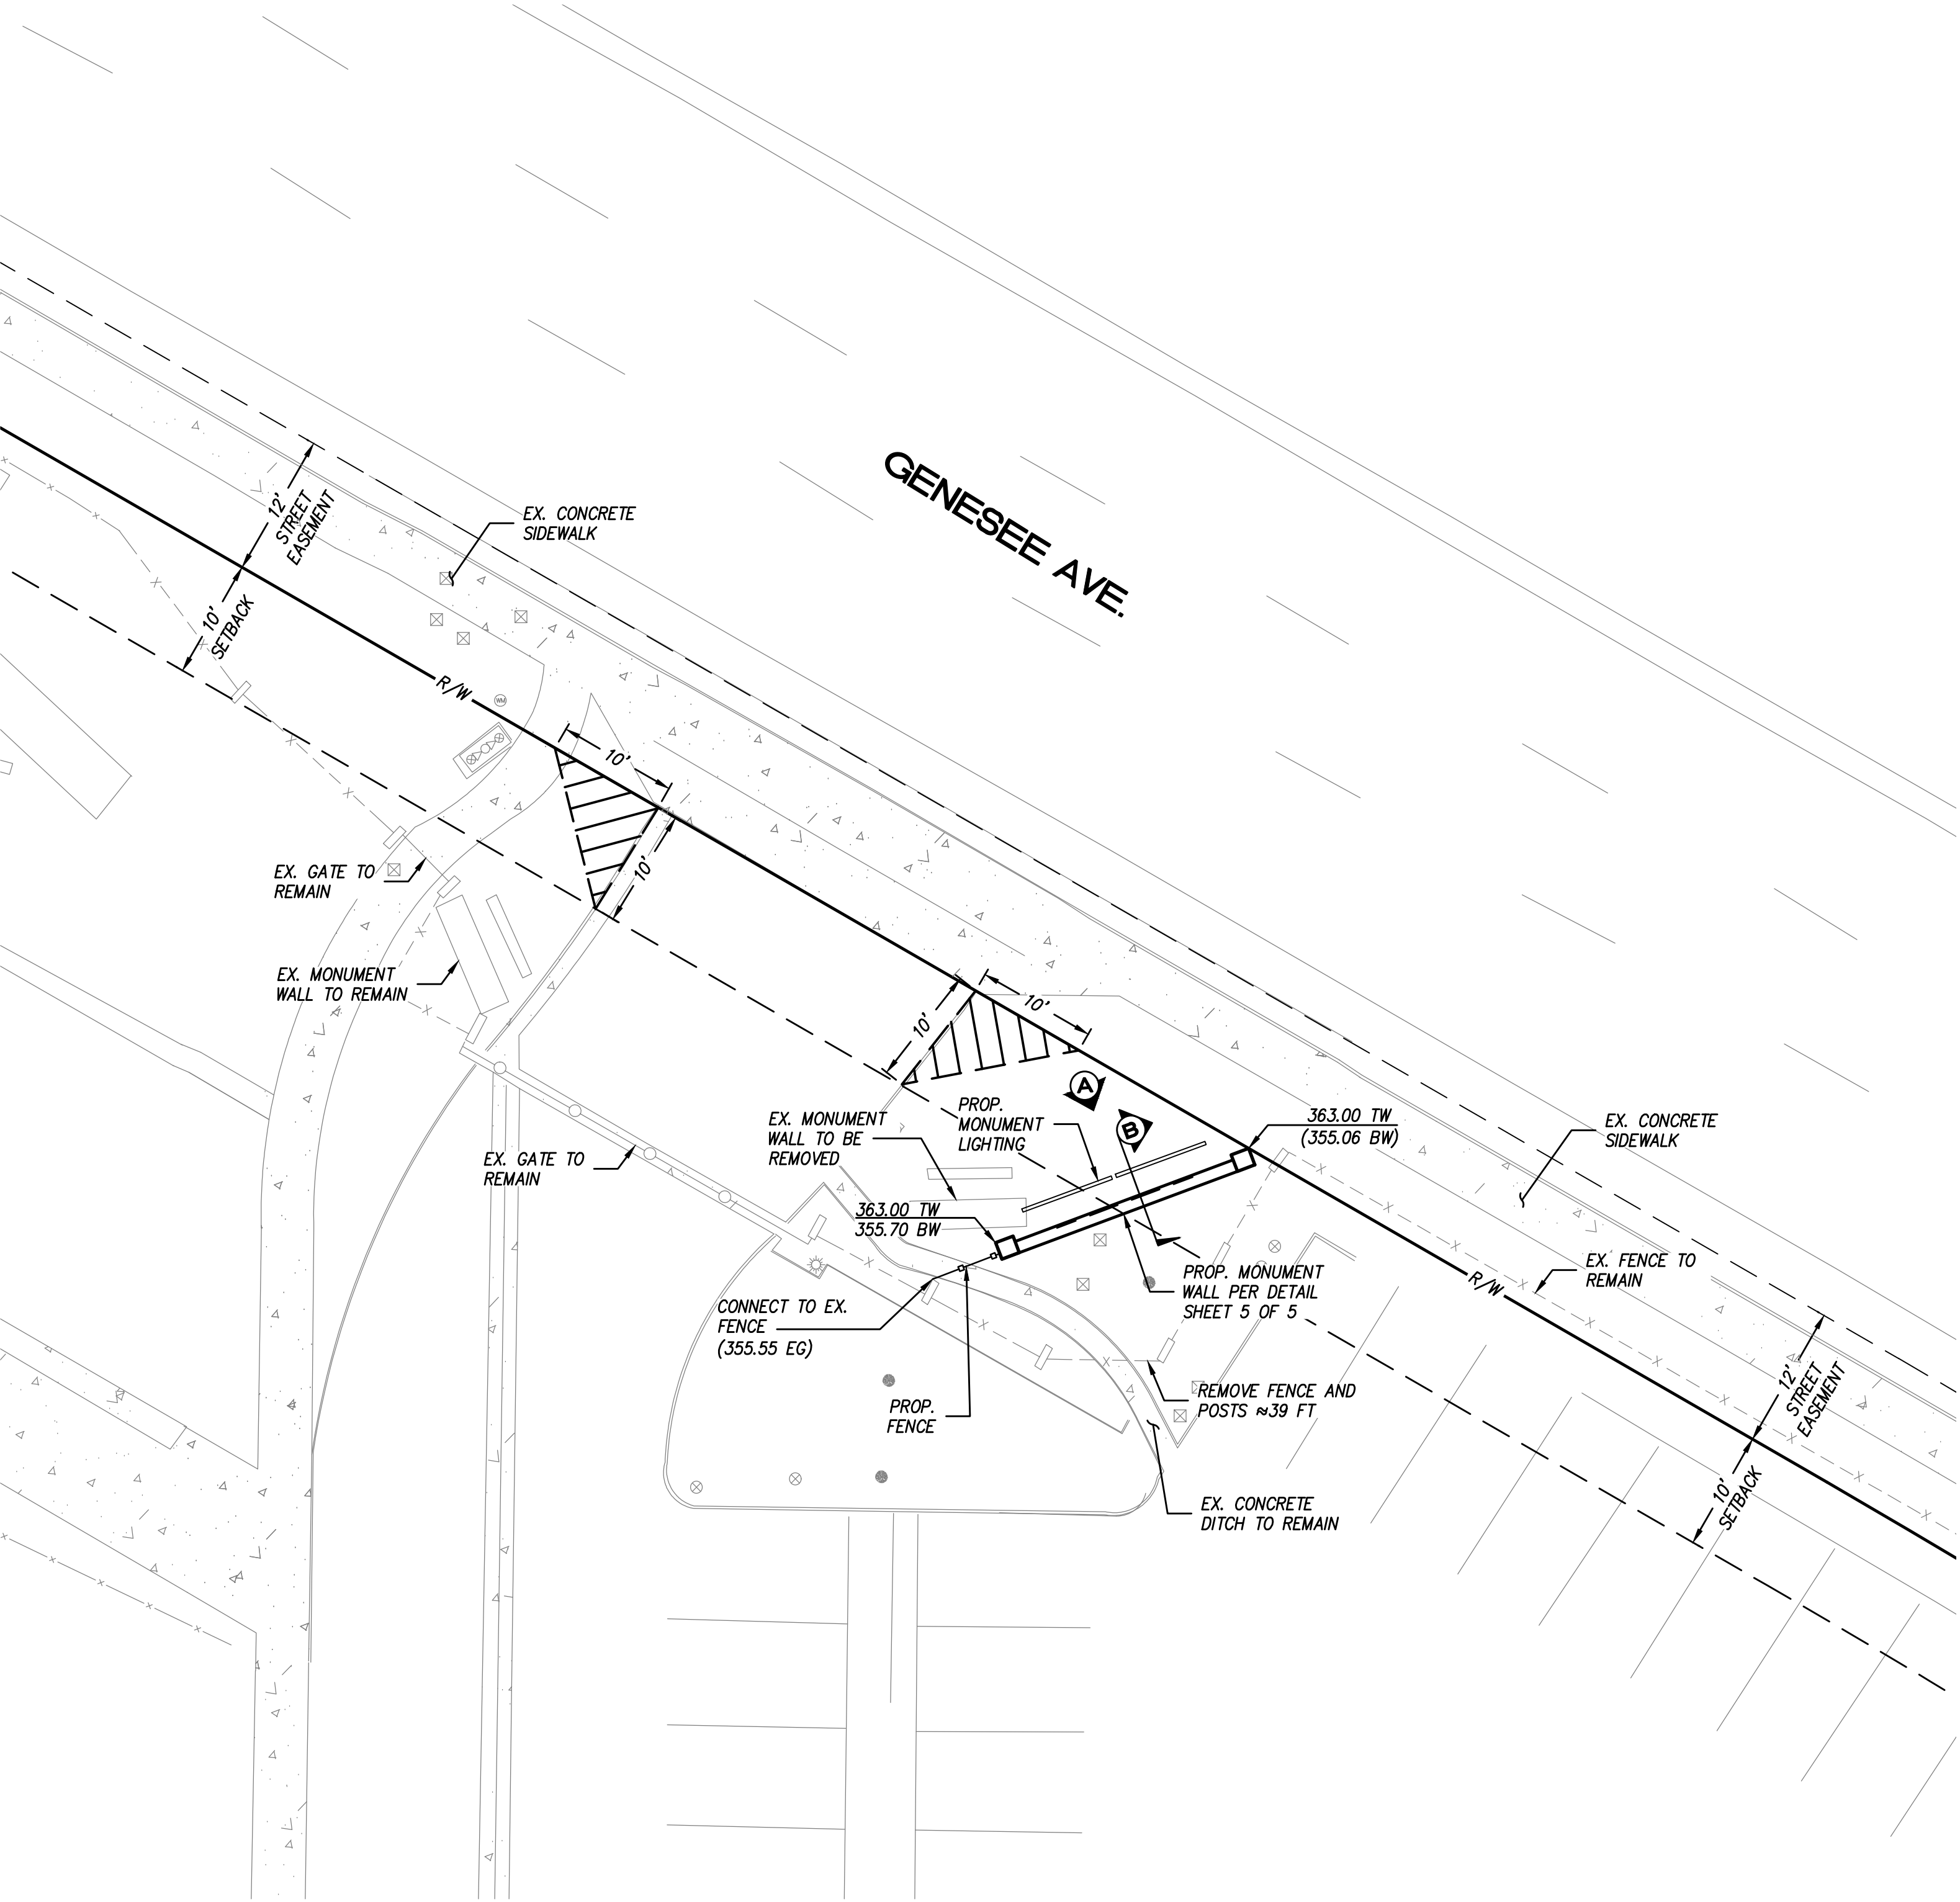 GENESEE AVE.
12'
STREET
EASEMENT
10'
SETBACK
EX. CONCRETE
SIDEWALK
R/W
WM
10'
10'
EX. GATE TO
REMAIN
EX. MONUMENT
WALL TO REMAIN
10'
10'
A
B
EX. MONUMENT
WALL TO BE
REMOVED
PROP.
MONUMENT
LIGHTING
363.00 TW
(355.06 BW)
EX. CONCRETE
SIDEWALK
EX. GATE TO
REMAIN
363.00 TW
355.70 BW
EX. FENCE TO
REMAIN
R/W
PROP. MONUMENT
WALL PER DETAIL
SHEET 5 OF 5
CONNECT TO EX.
FENCE
(355.55 EG)
PROP.
FENCE
REMOVE FENCE AND
POSTS ≈39 FT
12'
STREET
EASEMENT
10'
SETBACK
EX. CONCRETE
DITCH TO REMAIN